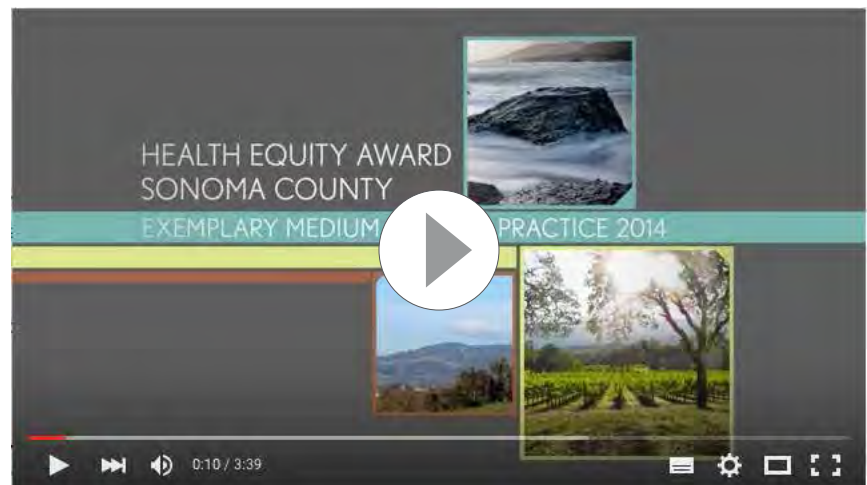 HEALTH EQUITY AWARD
SONOMA COUNTY
EXEMPLARY MEDIUM PRACTICE 2014
0:10 / 3:39